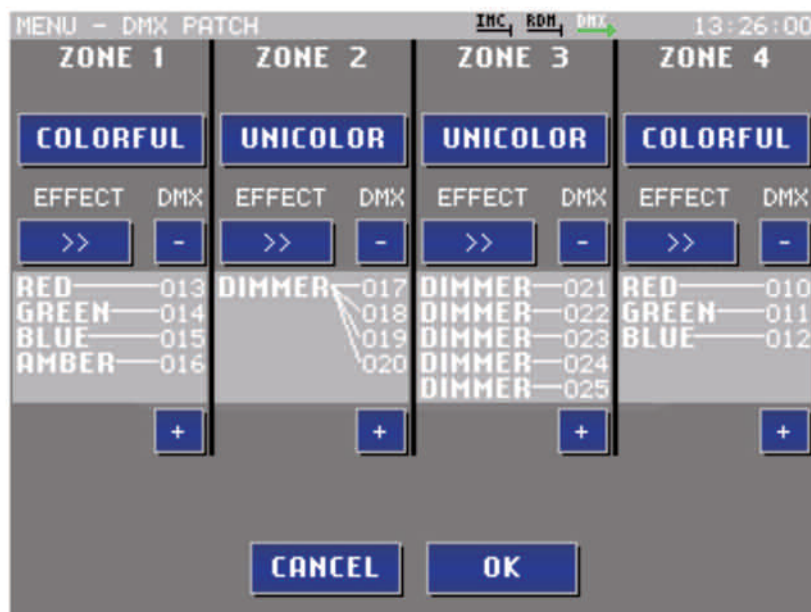 MENU - DMX PATCH IMC RDM DMX 13:26:00
ZONE 1 ZONE 2 ZONE 3 ZONE 4
COLORFUL UNICOLOR UNICOLOR COLORFUL
EFFECT DMX EFFECT DMX EFFECT DMX EFFECT DMX
>> - >> - >> - >> -
RED 013 DIMMER 017 DIMMER 021 RED 010
GREEN 014 018 DIMMER 022 GREEN 011
BLUE 015 019 DIMMER 023 BLUE 012
AMBER 016 020 DIMMER 024
DIMMER 025
+ + + +
CANCEL OK